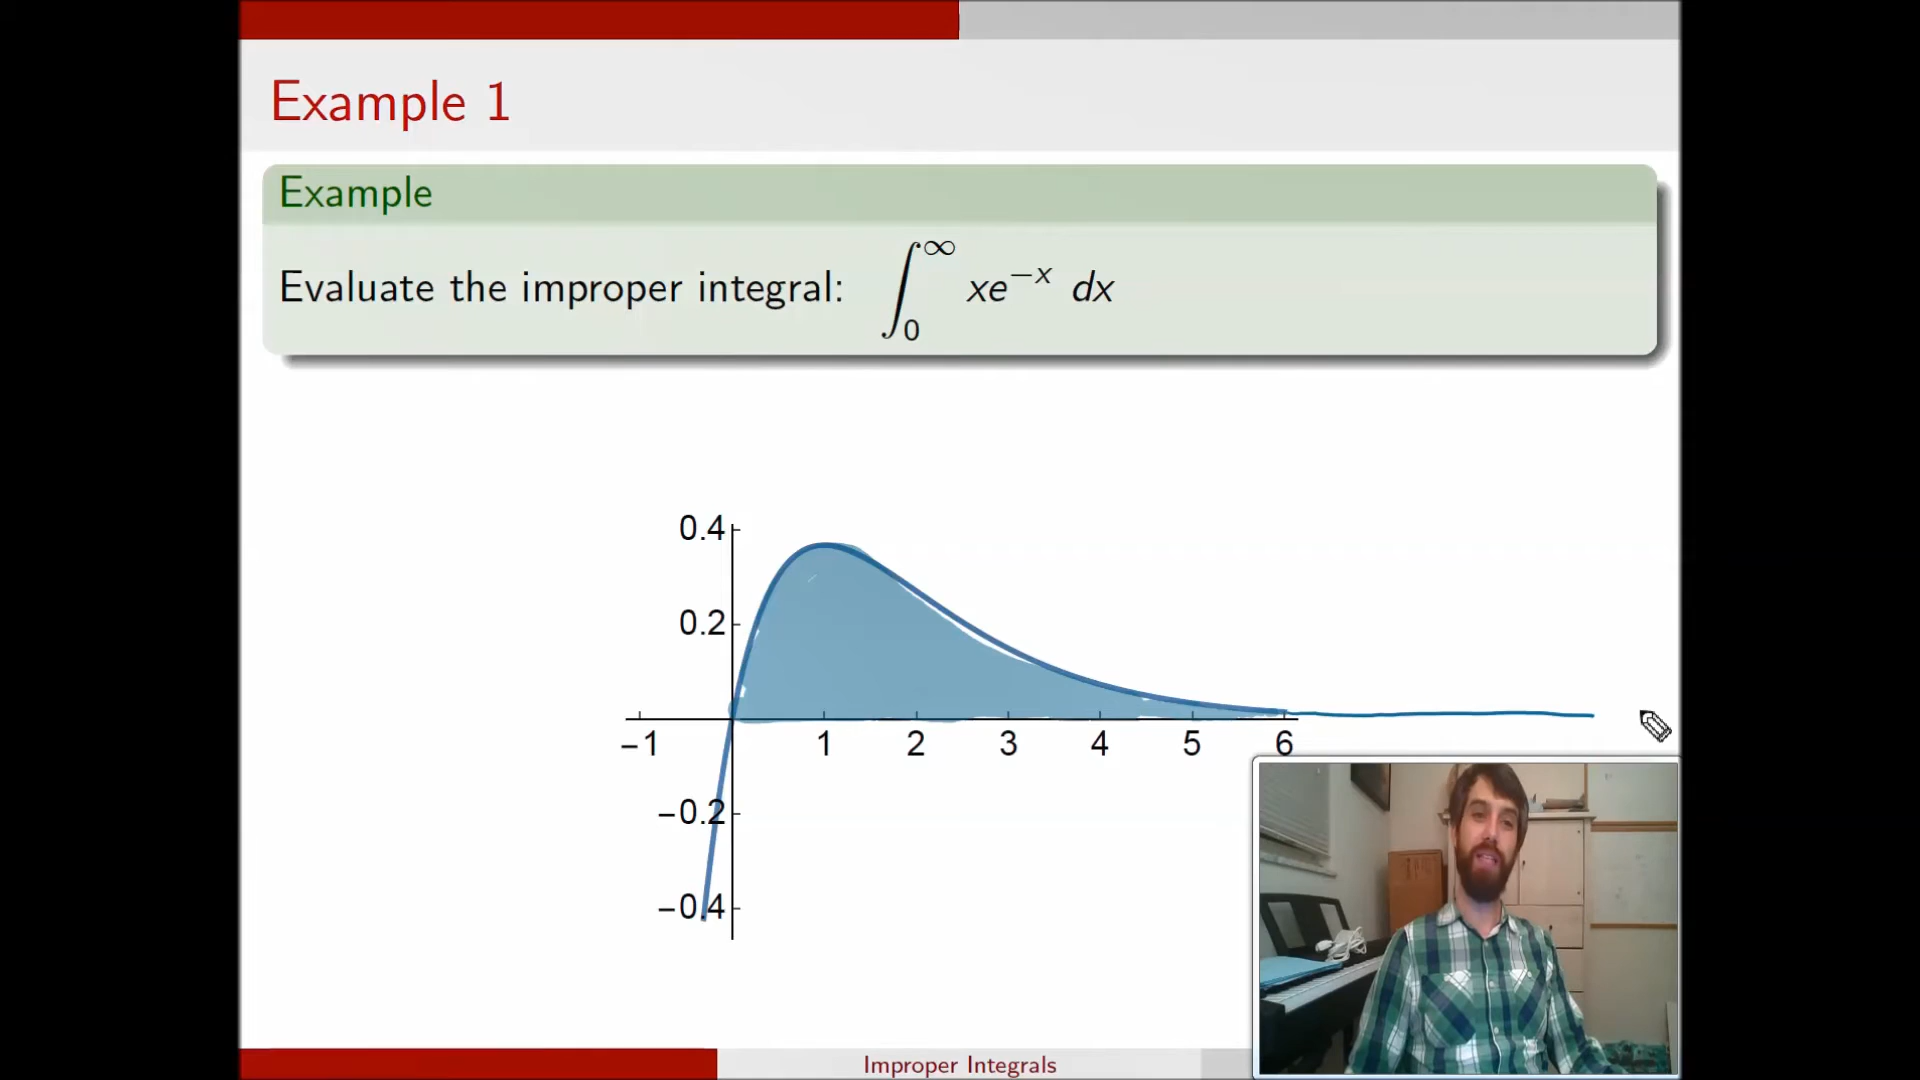 Example 1
Example
Evaluate the improper integral: ∫₀^∞ xe⁻ˣ dx
0.4
0.2
−1 1 2 3 4 5 6
−0.2
−0.4
Improper Integrals